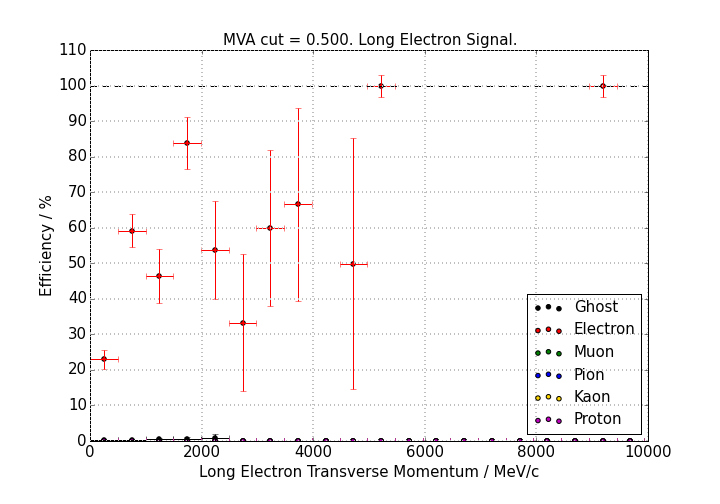 MVA cut = 0.500. Long Electron Signal.
110
100
90
80
70
60
50
40
30
20
10
0
Efficiency / %
Ghost
Electron
Muon
Pion
Kaon
Proton
0 2000 4000 6000 8000 10000
Long Electron Transverse Momentum / MeV/c